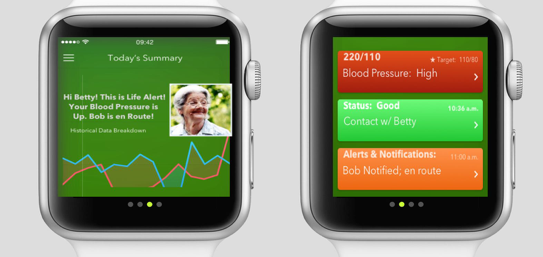 09:42
Today's Summary
Hi Betty! This is Life Alert!
Your Blood Pressure is
Up. Bob is en Route!
Historical Data Breakdown
220/110
Target: 110/80
Blood Pressure: High
Status: Good
10:36 a.m.
Contact w/ Betty
Alerts & Notifications:
11:00 a.m.
Bob Notified; en route